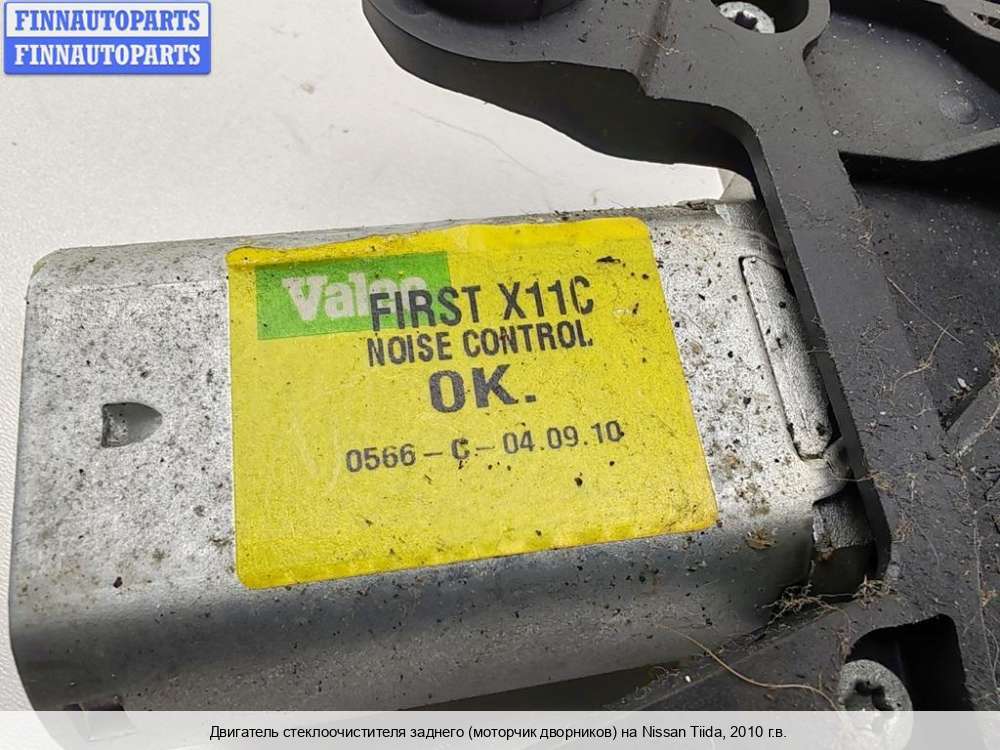 FINNAUTOPARTS
FINNAUTOPARTS
Valeo
FIRST X11C
NOISE CONTROL
OK.
0566-C-04.09.10
Двигатель стеклоочистителя заднего (моторчик дворников) на Nissan Tiida, 2010 г.в.